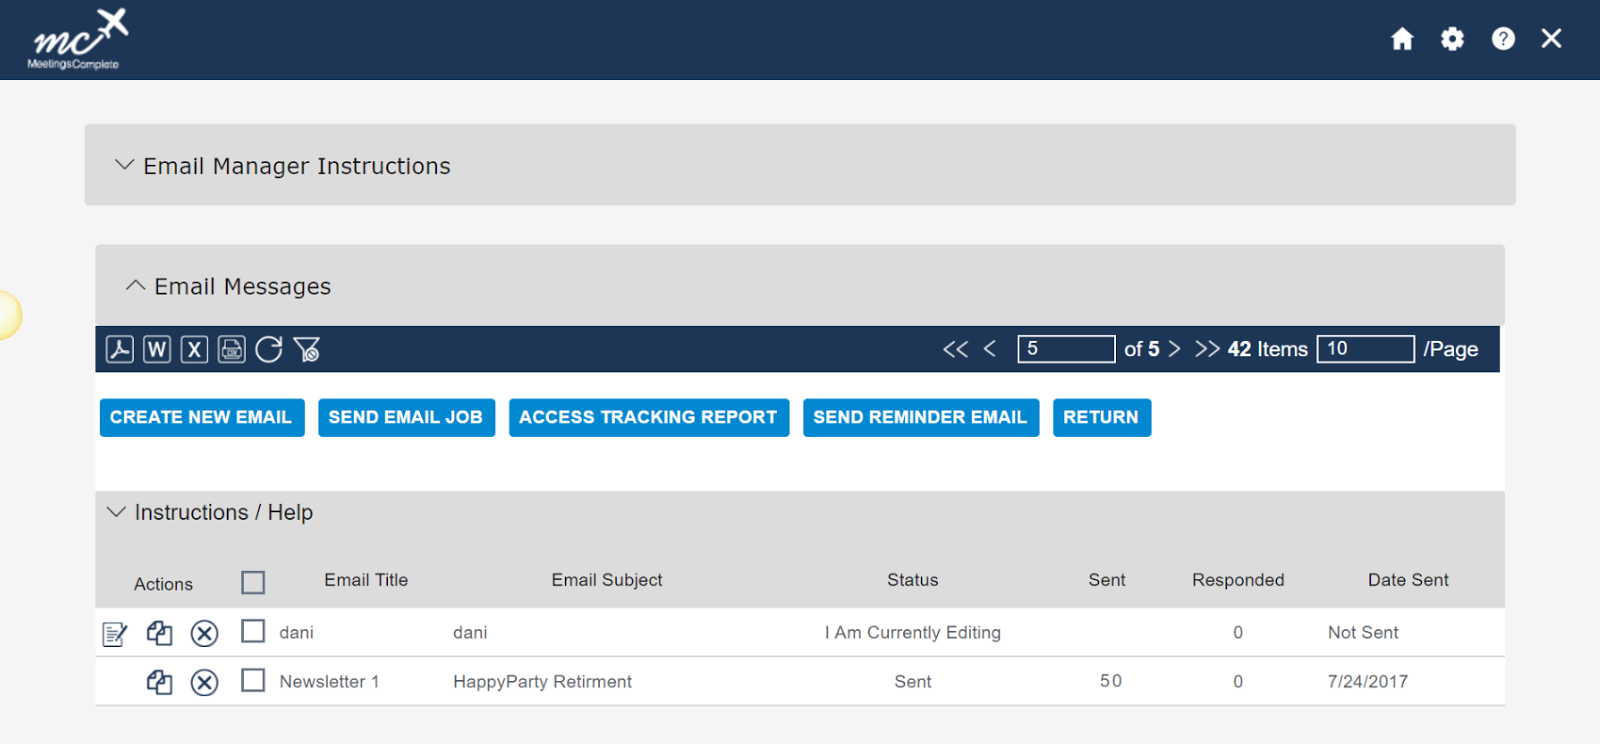 mc
MeetingsComplete
Email Manager Instructions
Email Messages
W X CSV << < 5 of 5 > >> 42 Items 10 /Page
CREATE NEW EMAIL SEND EMAIL JOB ACCESS TRACKING REPORT SEND REMINDER EMAIL RETURN
Instructions / Help
Actions Email Title Email Subject Status Sent Responded Date Sent
dani dani I Am Currently Editing 0 Not Sent
Newsletter 1 HappyParty Retirment Sent 50 0 7/24/2017